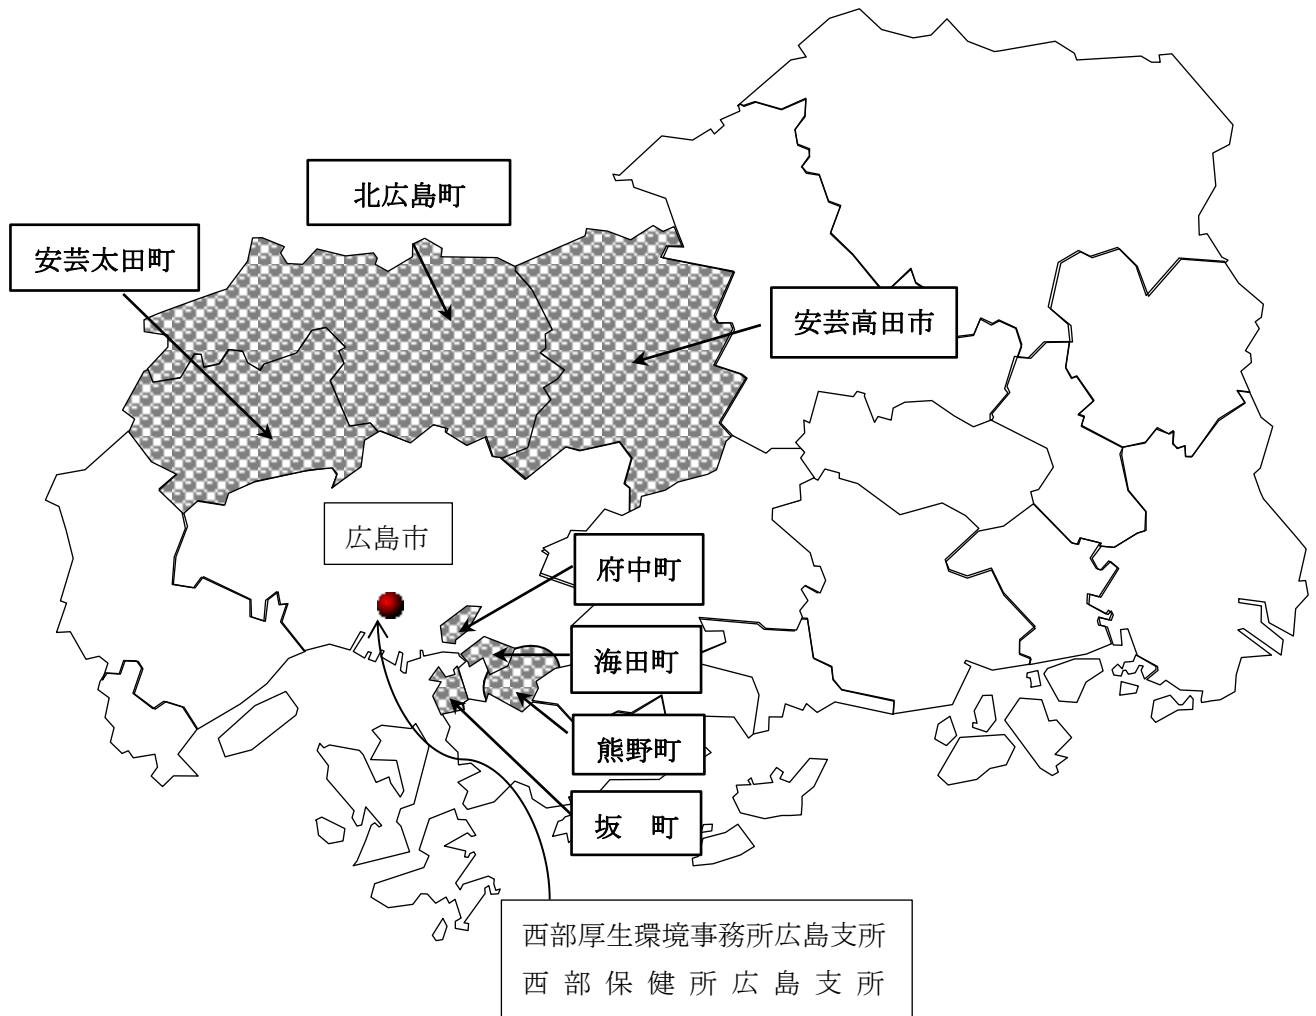 北広島町
安芸太田町
安芸高田市
広島市
府中町
海田町
熊野町
坂　町
西部厚生環境事務所広島支所
西部保健所広島支所